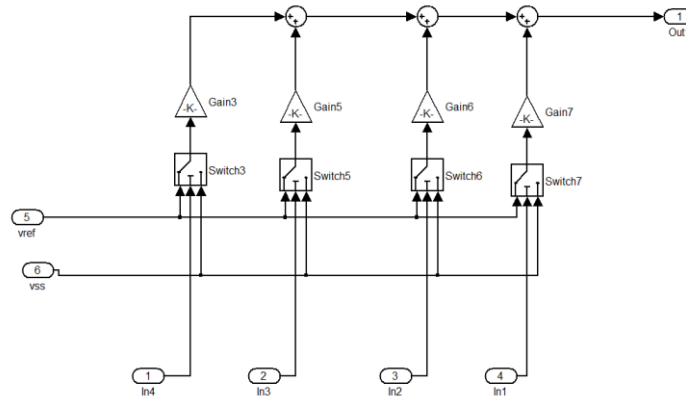 1
Out
Gain3
Gain5
Gain6
Gain7
-K-
-K-
-K-
-K-
Switch3
Switch5
Switch6
Switch7
5
vref
6
vss
1
In4
2
In3
3
In2
4
In1